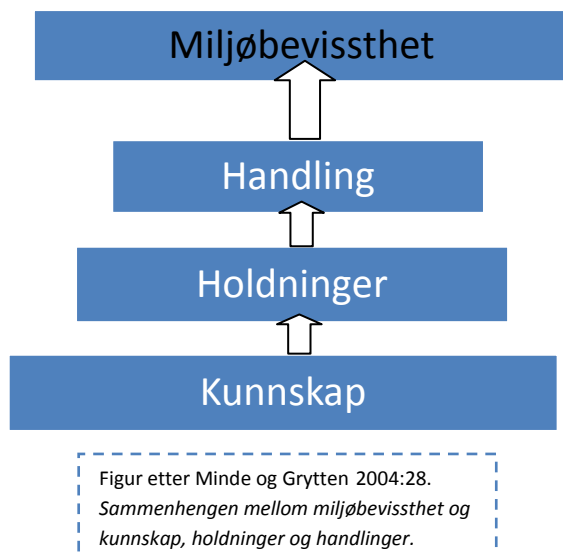 Miljøbevissthet
Handling
Holdninger
Kunnskap
Figur etter Minde og Grytten 2004:28.
Sammenhengen mellom miljøbevissthet og
kunnskap, holdninger og handlinger.